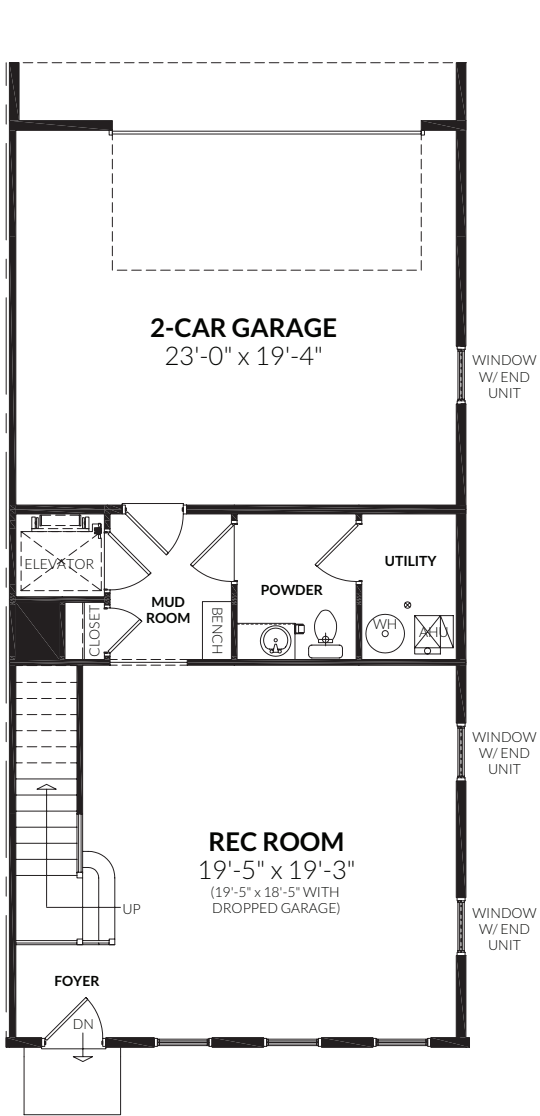 2-CAR GARAGE
23'-0" x 19'-4"
WINDOW
W/ END
UNIT
ELEVATOR
UTILITY
POWDER
MUD
ROOM
CLOSET
BENCH
WH
AHU
WINDOW
W/ END
UNIT
REC ROOM
19'-5" x 19'-3"
(19'-5" x 18'-5" WITH
DROPPED GARAGE)
UP
WINDOW
W/ END
UNIT
FOYER
DN